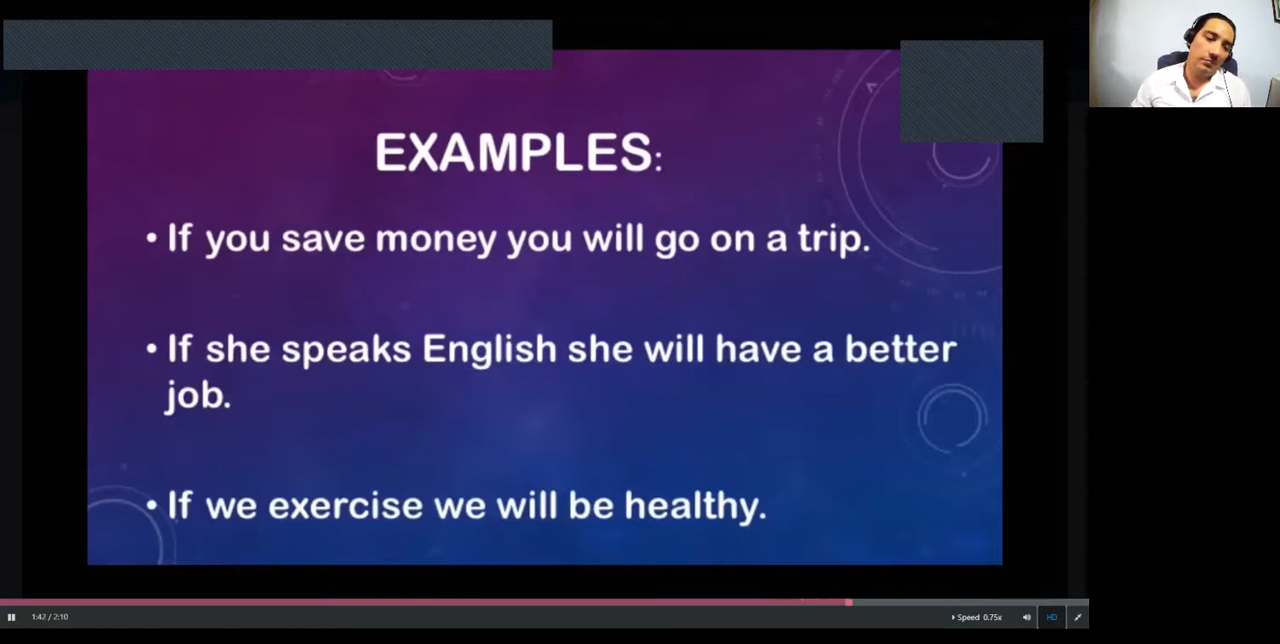 EXAMPLES:
• If you save money you will go on a trip.
• If she speaks English she will have a better
job.
• If we exercise we will be healthy.
1:42 / 2:10
Speed 0.75x
HD